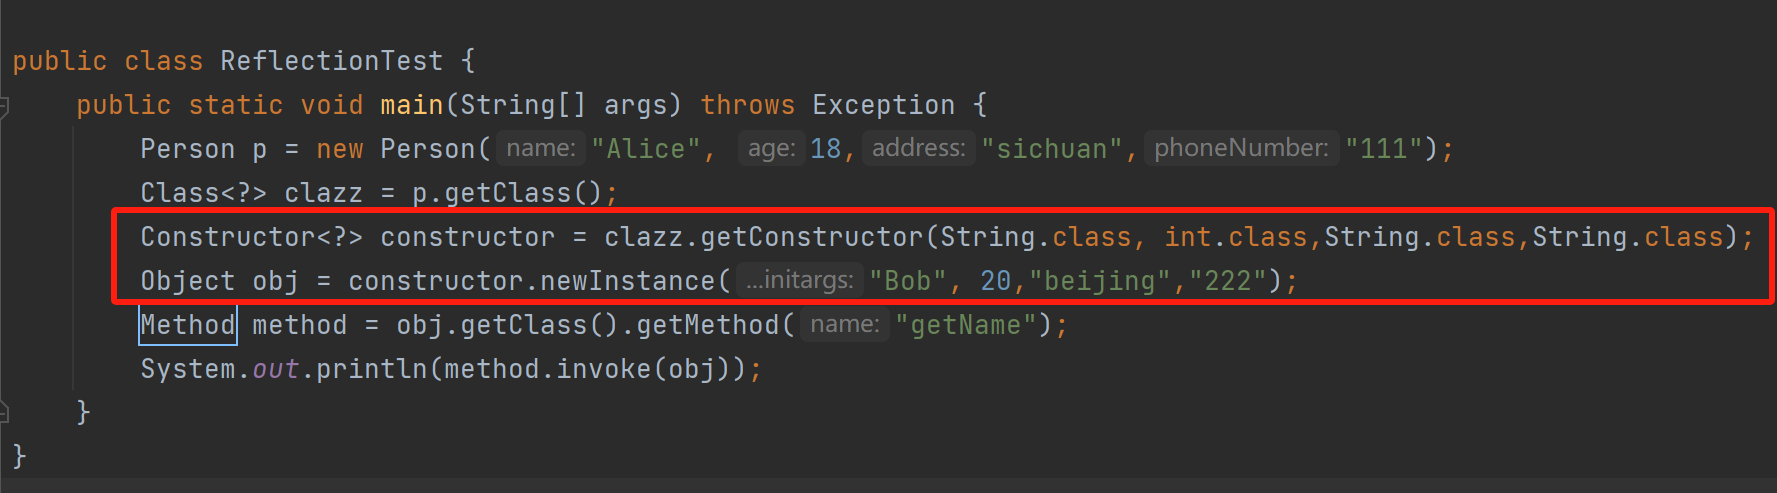 public class ReflectionTest {
    public static void main(String[] args) throws Exception {
        Person p = new Person( name: "Alice",  age: 18, address: "sichuan", phoneNumber: "111");
        Class<?> clazz = p.getClass();
        Constructor<?> constructor = clazz.getConstructor(String.class, int.class,String.class,String.class);
        Object obj = constructor.newInstance( ...initargs: "Bob", 20,"beijing","222");
        Method method = obj.getClass().getMethod( name: "getName");
        System.out.println(method.invoke(obj));
    }
}